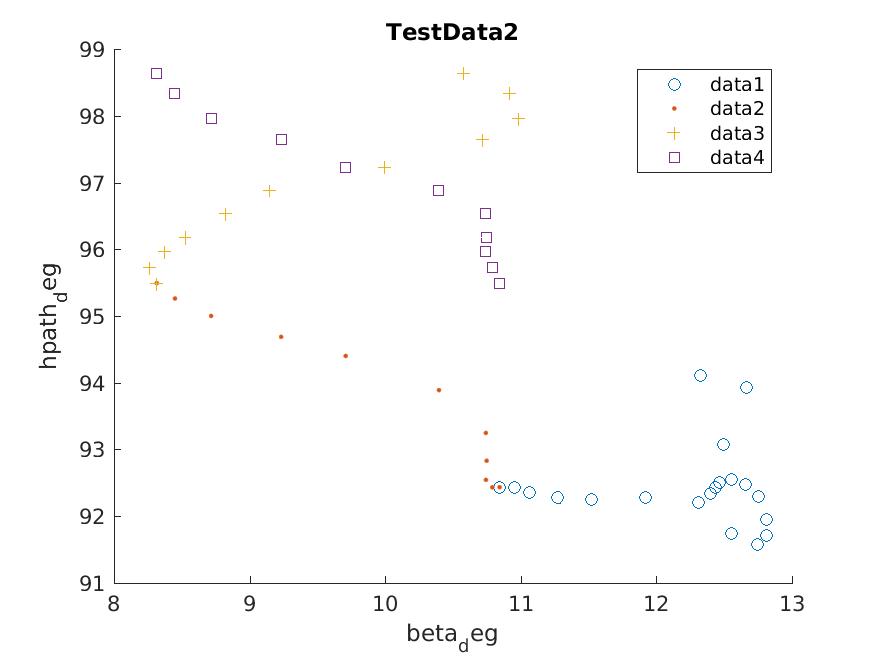 TestData2
99
98
97
96
95
94
93
92
91
hpath_deg
8 9 10 11 12 13
beta_deg
data1
data2
data3
data4